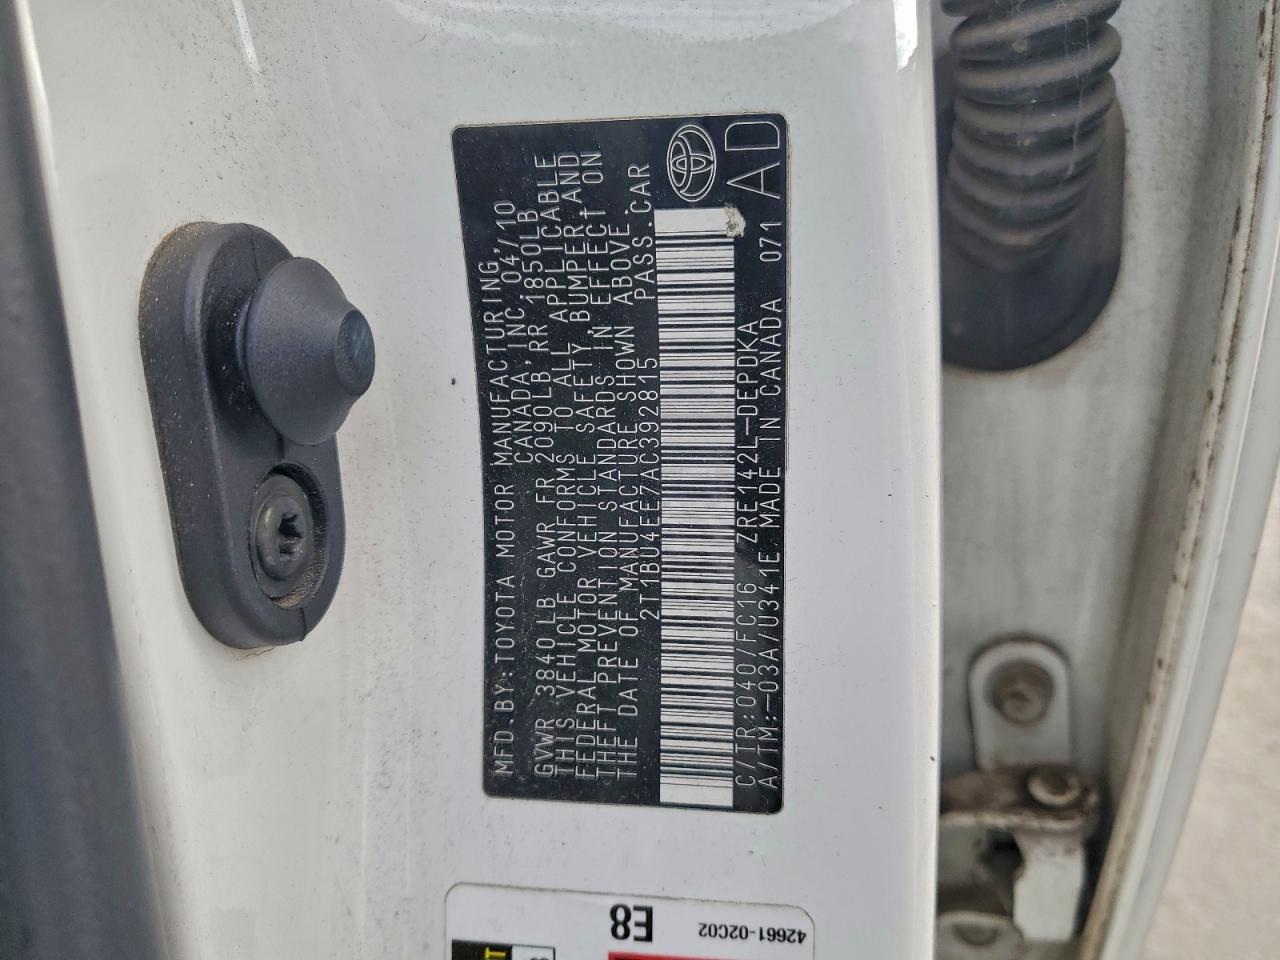 MFD.BY:TOYOTA MOTOR MANUFACTURING,
CANADA,INC. 04/10
GVWR 3840 LB GAWR FR 2090LB,RR 1850LB
THIS VEHICLE CONFORMS TO ALL APPLICABLE
FEDERAL MOTOR VEHICLE SAFETY,BUMPER,AND
THEFT PREVENTION STANDARDS IN EFFECT ON
THE DATE OF MANUFACTURE SHOWN ABOVE.
2T1BU4EE7AC392815 PASS.CAR
C/TR:040/FC16 ZRE142L-DEPDKA
A/TM:-03A/U341E MADE IN CANADA 071
AD
E8
42661-02C02